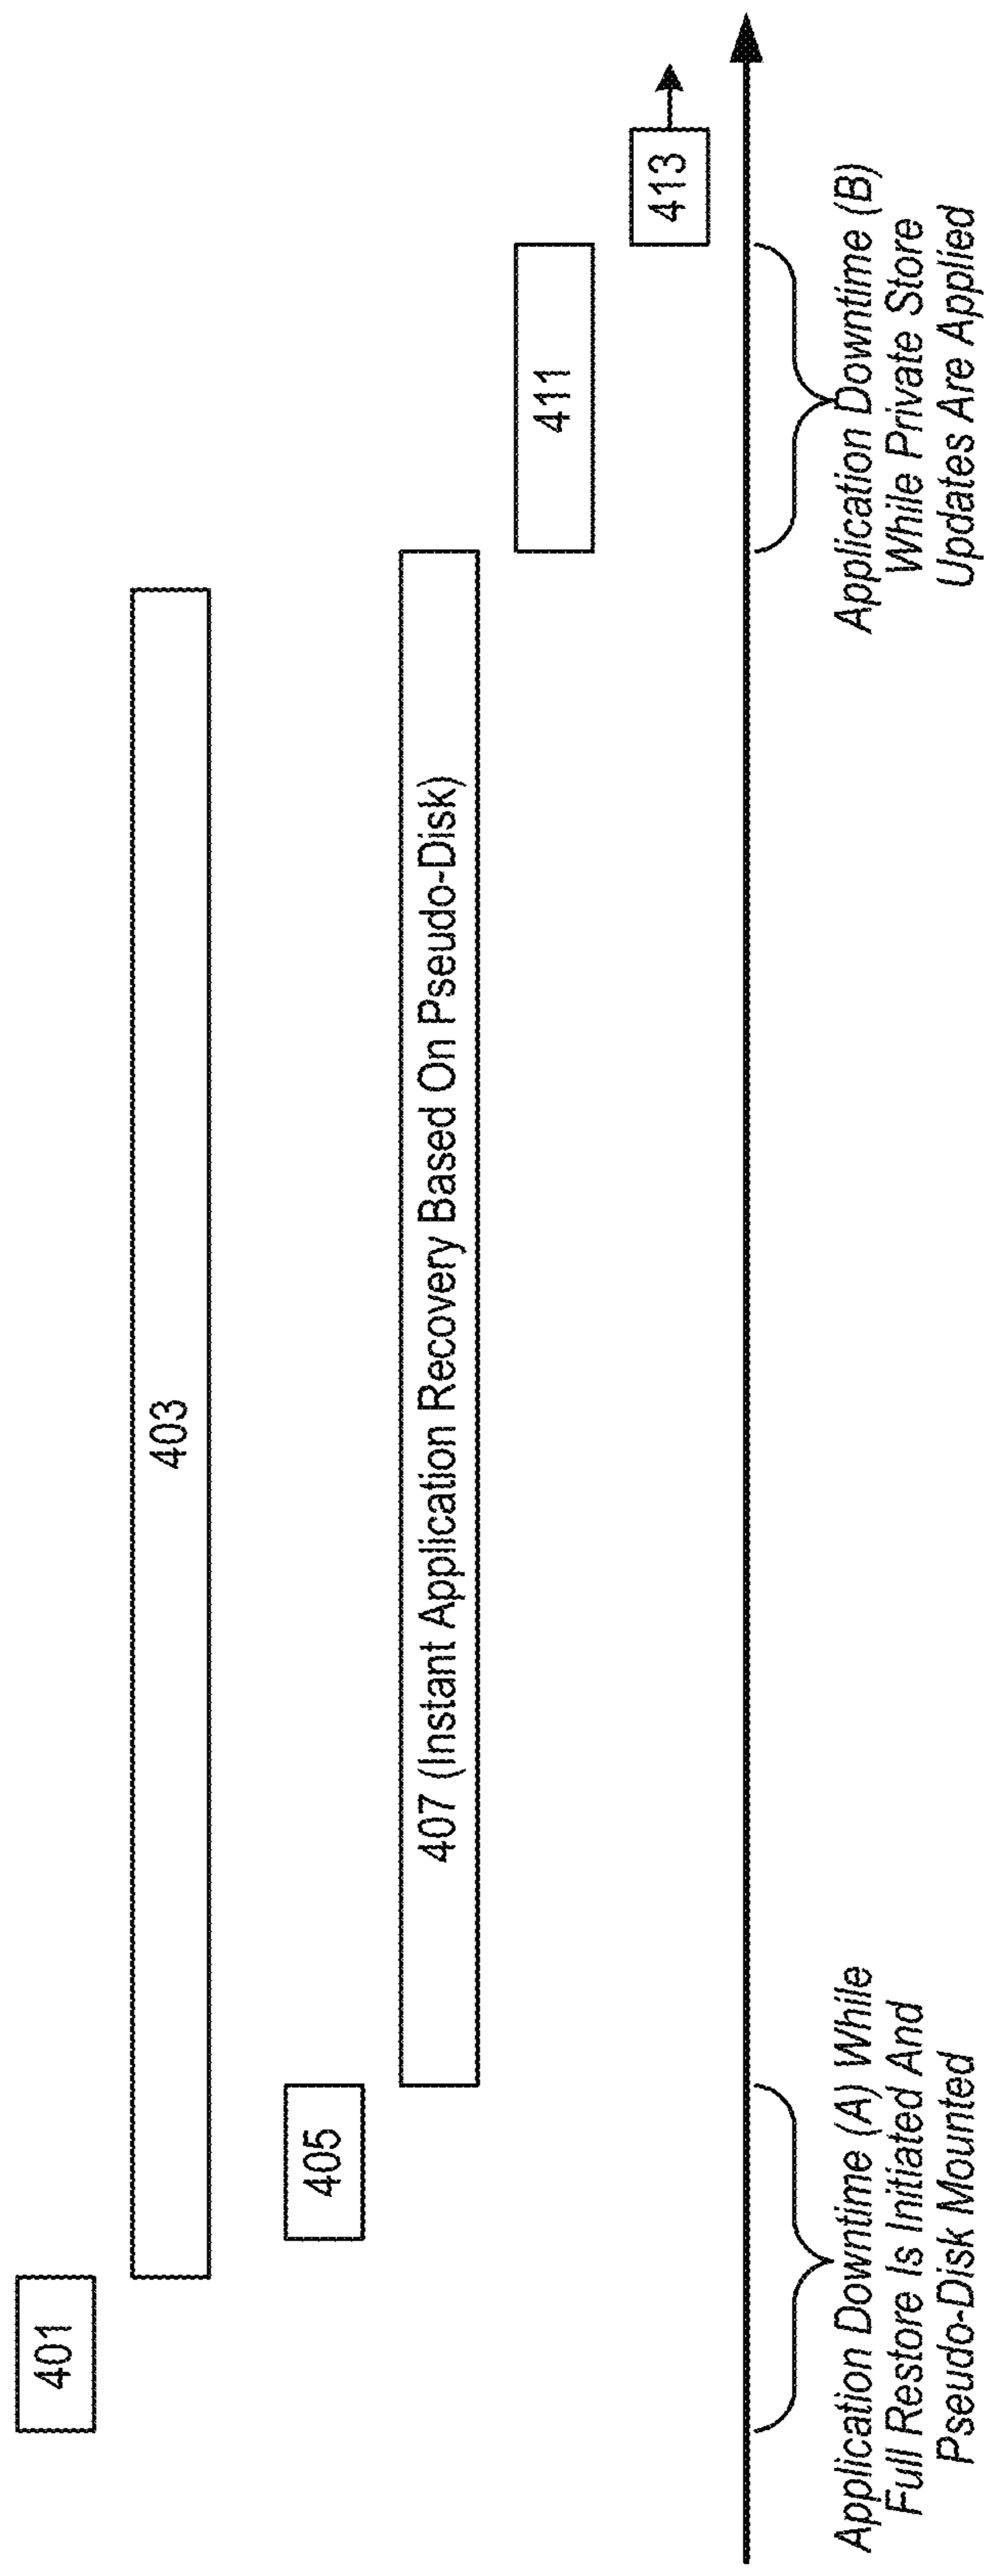 401
403
405
407 (Instant Application Recovery Based On Pseudo-Disk)
411
413
Application Downtime (A) While
Full Restore Is Initiated And
Pseudo-Disk Mounted
Application Downtime (B)
While Private Store
Updates Are Applied